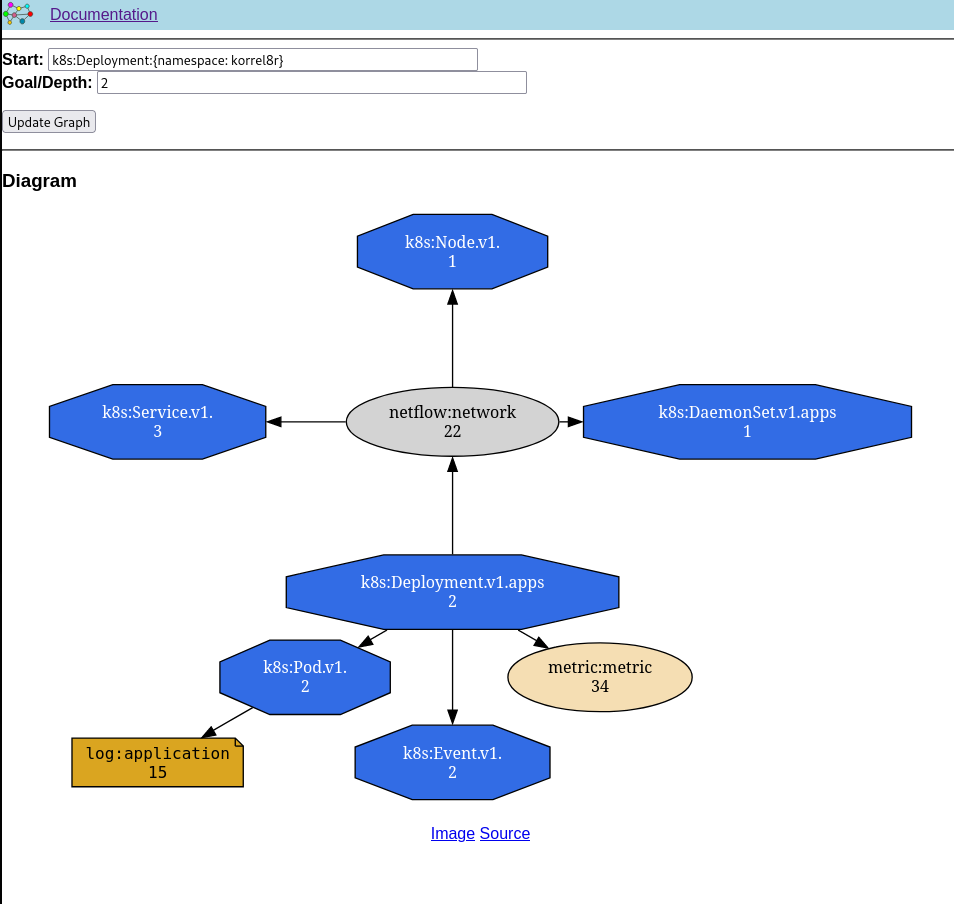 Documentation
Start: k8s:Deployment:{namespace: korrel8r}
Goal/Depth: 2
Update Graph
Diagram
k8s:Node.v1.
1
k8s:Service.v1.
3
netflow:network
22
k8s:DaemonSet.v1.apps
1
k8s:Deployment.v1.apps
2
k8s:Pod.v1.
2
metric:metric
34
log:application
15
k8s:Event.v1.
2
Image Source